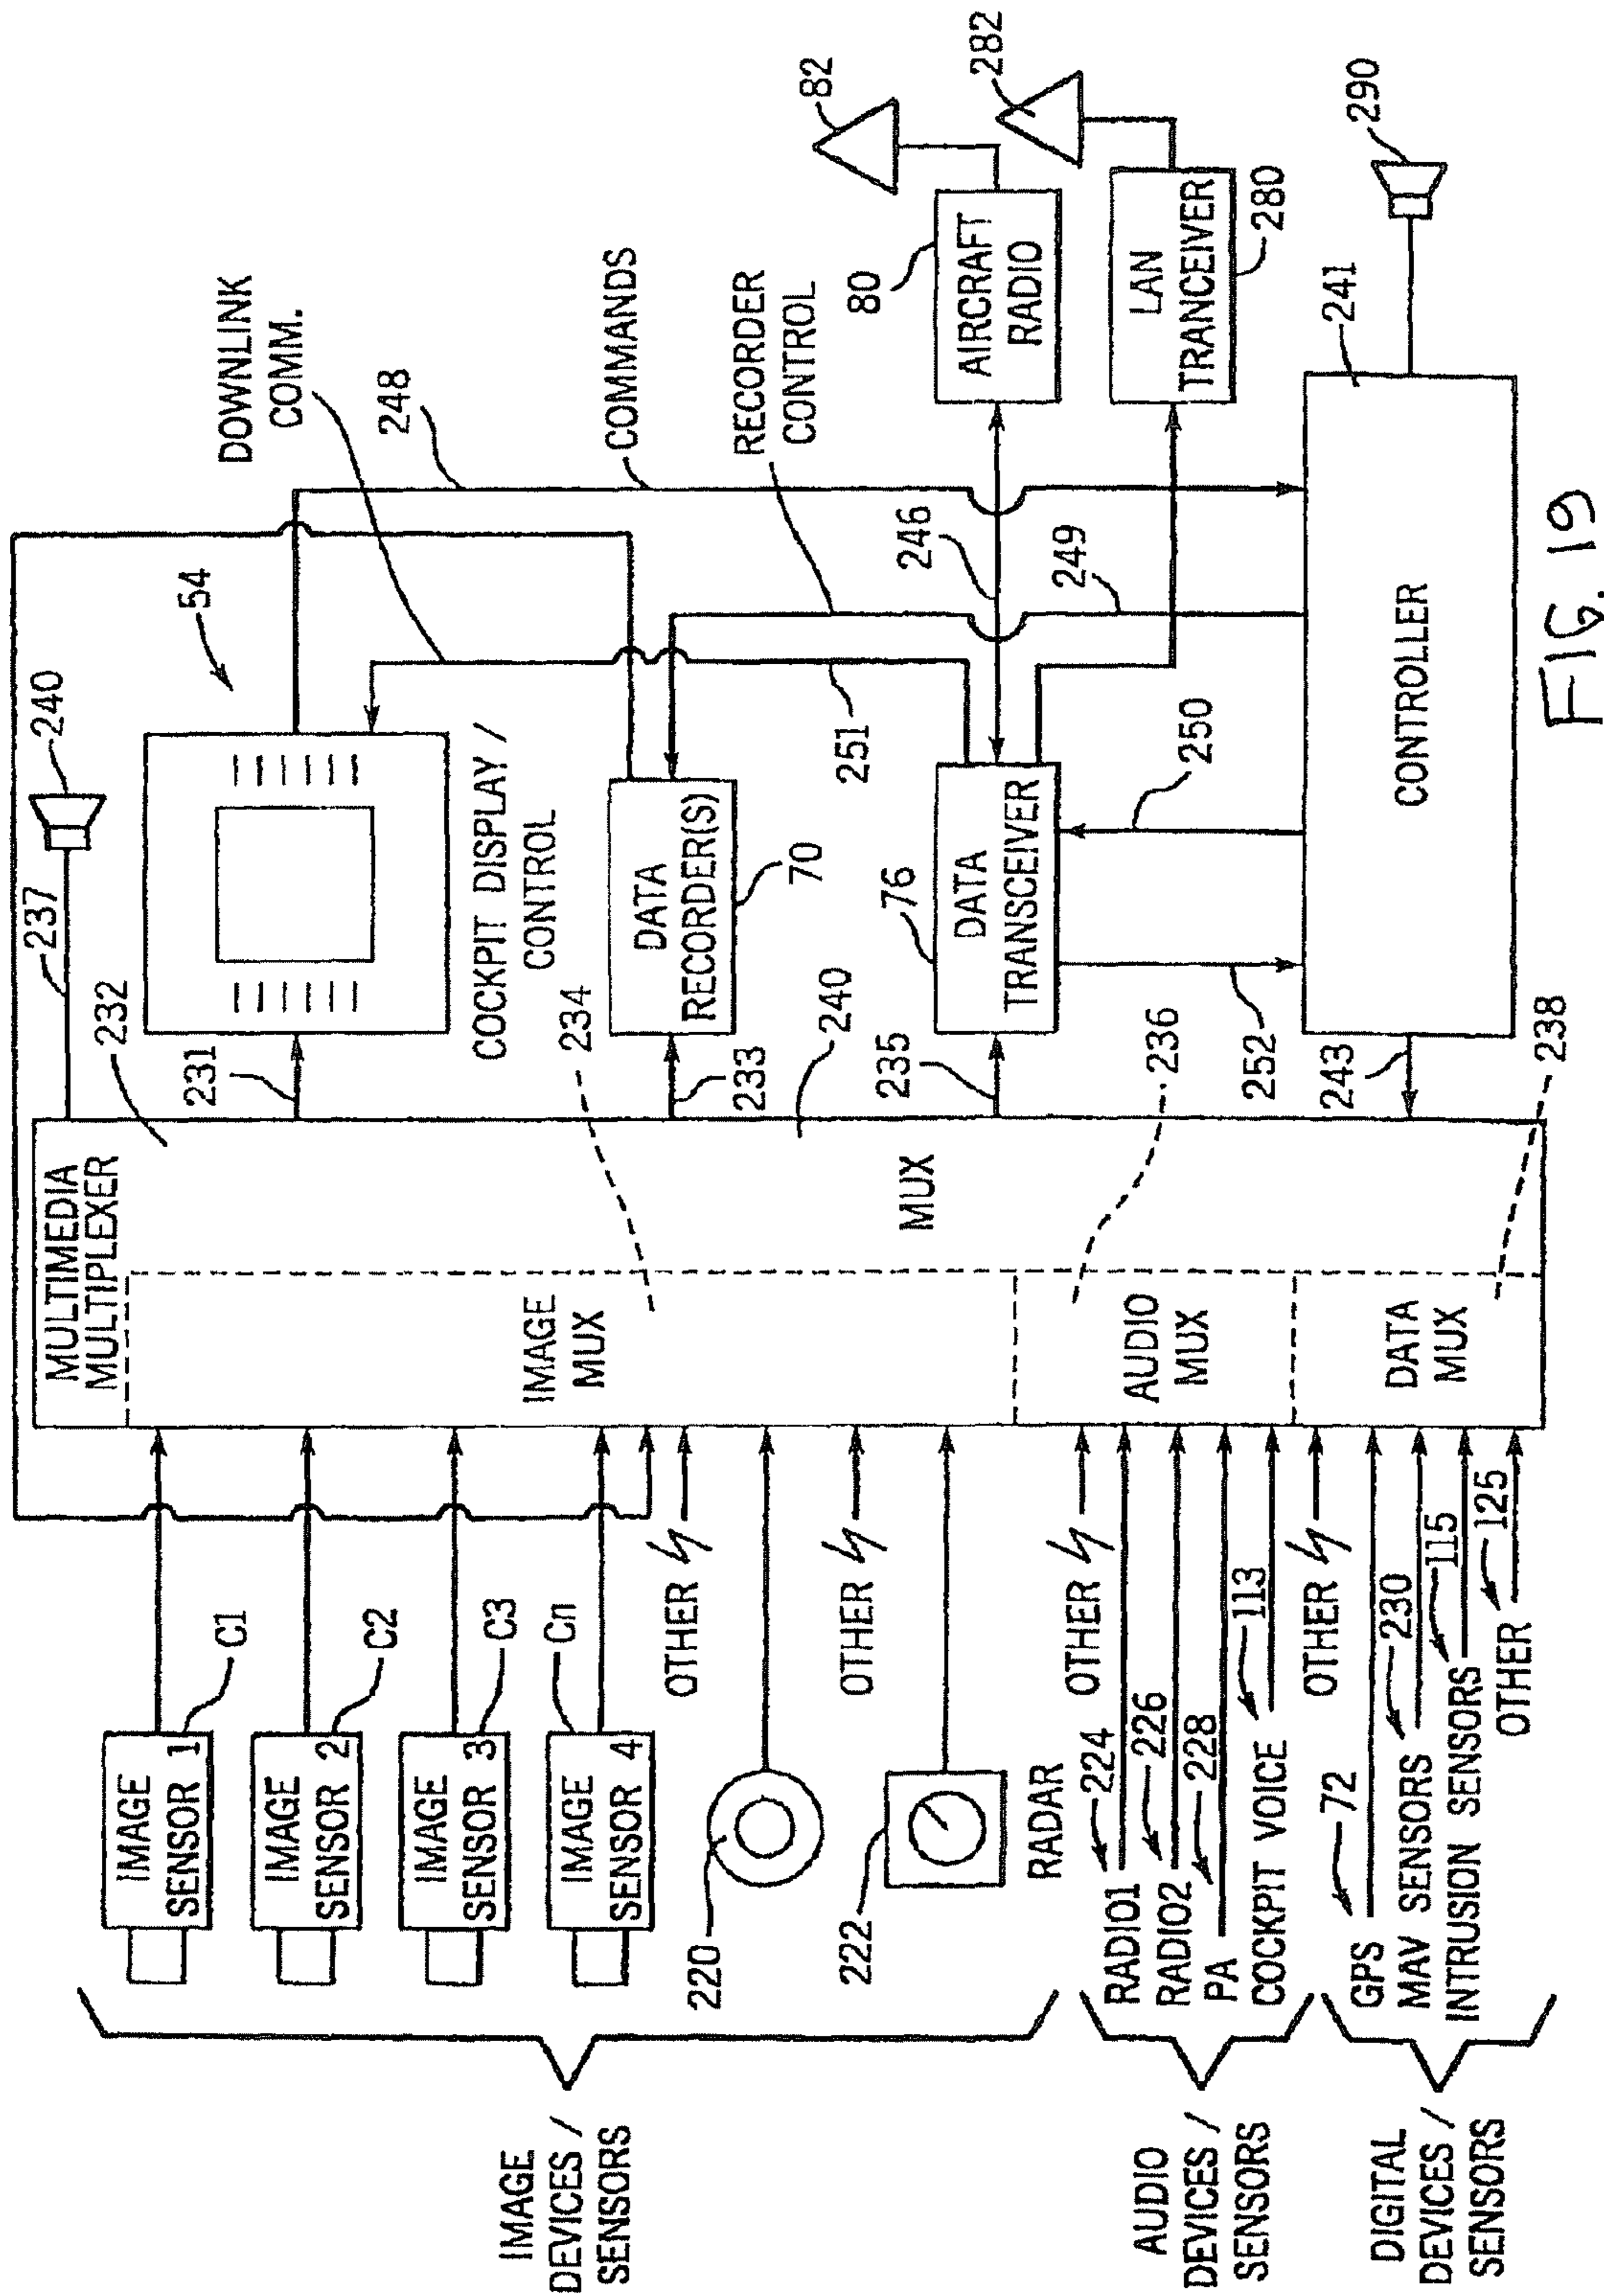 IMAGE
DEVICES /
SENSORS
AUDIO
DEVICES /
SENSORS
DIGITAL
DEVICES /
SENSORS
IMAGE
SENSOR 1
C1
IMAGE
SENSOR 2
C2
IMAGE
SENSOR 3
C3
IMAGE
SENSOR 4
Cn
OTHER
220
OTHER
222
RADAR
OTHER
RADIO1
224
RADIO2
226
PA
228
COCKPIT VOICE
113
OTHER
GPS
72
MAV SENSORS
230
INTRUSION SENSORS
115
OTHER
125
MULTIMEDIA
MULTIPLEXER
232
IMAGE
MUX
234
AUDIO
MUX
236
DATA
MUX
238
MUX
240
237
240
231
54
COCKPIT DISPLAY /
CONTROL
233
DATA
RECORDER(S)
70
235
76
DATA
TRANSCEIVER
251
250
252
243
DOWNLINK
COMM.
248
COMMANDS
RECORDER
CONTROL
246
249
80
AIRCRAFT
RADIO
82
LAN
TRANCEIVER
280
282
241
CONTROLLER
290
FIG. 19